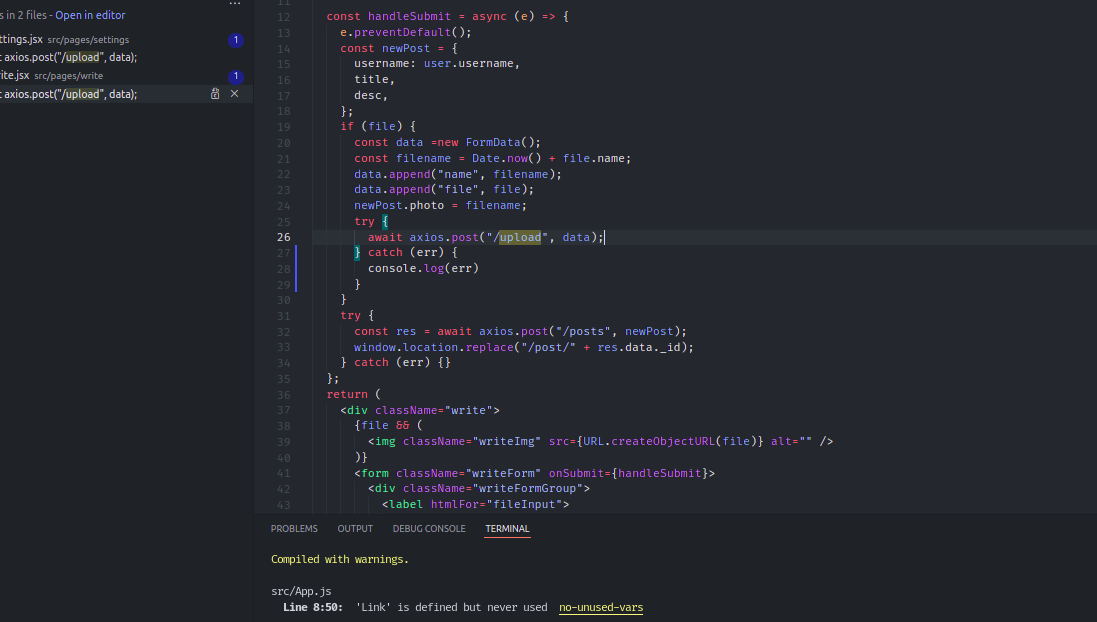 s in 2 files - Open in editor
ttings.jsx src/pages/settings 1
t axios.post("/upload", data);
ite.jsx src/pages/write 1
t axios.post("/upload", data);
11
12 const handleSubmit = async (e) => {
13 e.preventDefault();
14 const newPost = {
15 username: user.username,
16 title,
17 desc,
18 };
19 if (file) {
20 const data =new FormData();
21 const filename = Date.now() + file.name;
22 data.append("name", filename);
23 data.append("file", file);
24 newPost.photo = filename;
25 try {
26 await axios.post("/upload", data);
27 } catch (err) {
28 console.log(err)
29 }
30 }
31 try {
32 const res = await axios.post("/posts", newPost);
33 window.location.replace("/post/" + res.data._id);
34 } catch (err) {}
35 };
36 return (
37 <div className="write">
38 {file && (
39 <img className="writeImg" src={URL.createObjectURL(file)} alt="" />
40 )}
41 <form className="writeForm" onSubmit={handleSubmit}>
42 <div className="writeFormGroup">
43 <label htmlFor="fileInput">
PROBLEMS OUTPUT DEBUG CONSOLE TERMINAL
Compiled with warnings.
src/App.js
Line 8:50: 'Link' is defined but never used no-unused-vars